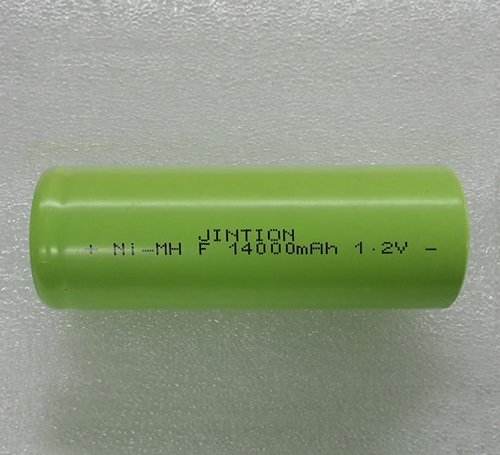 JINTION
+ Ni-MH F 14000mAh 1.2V -